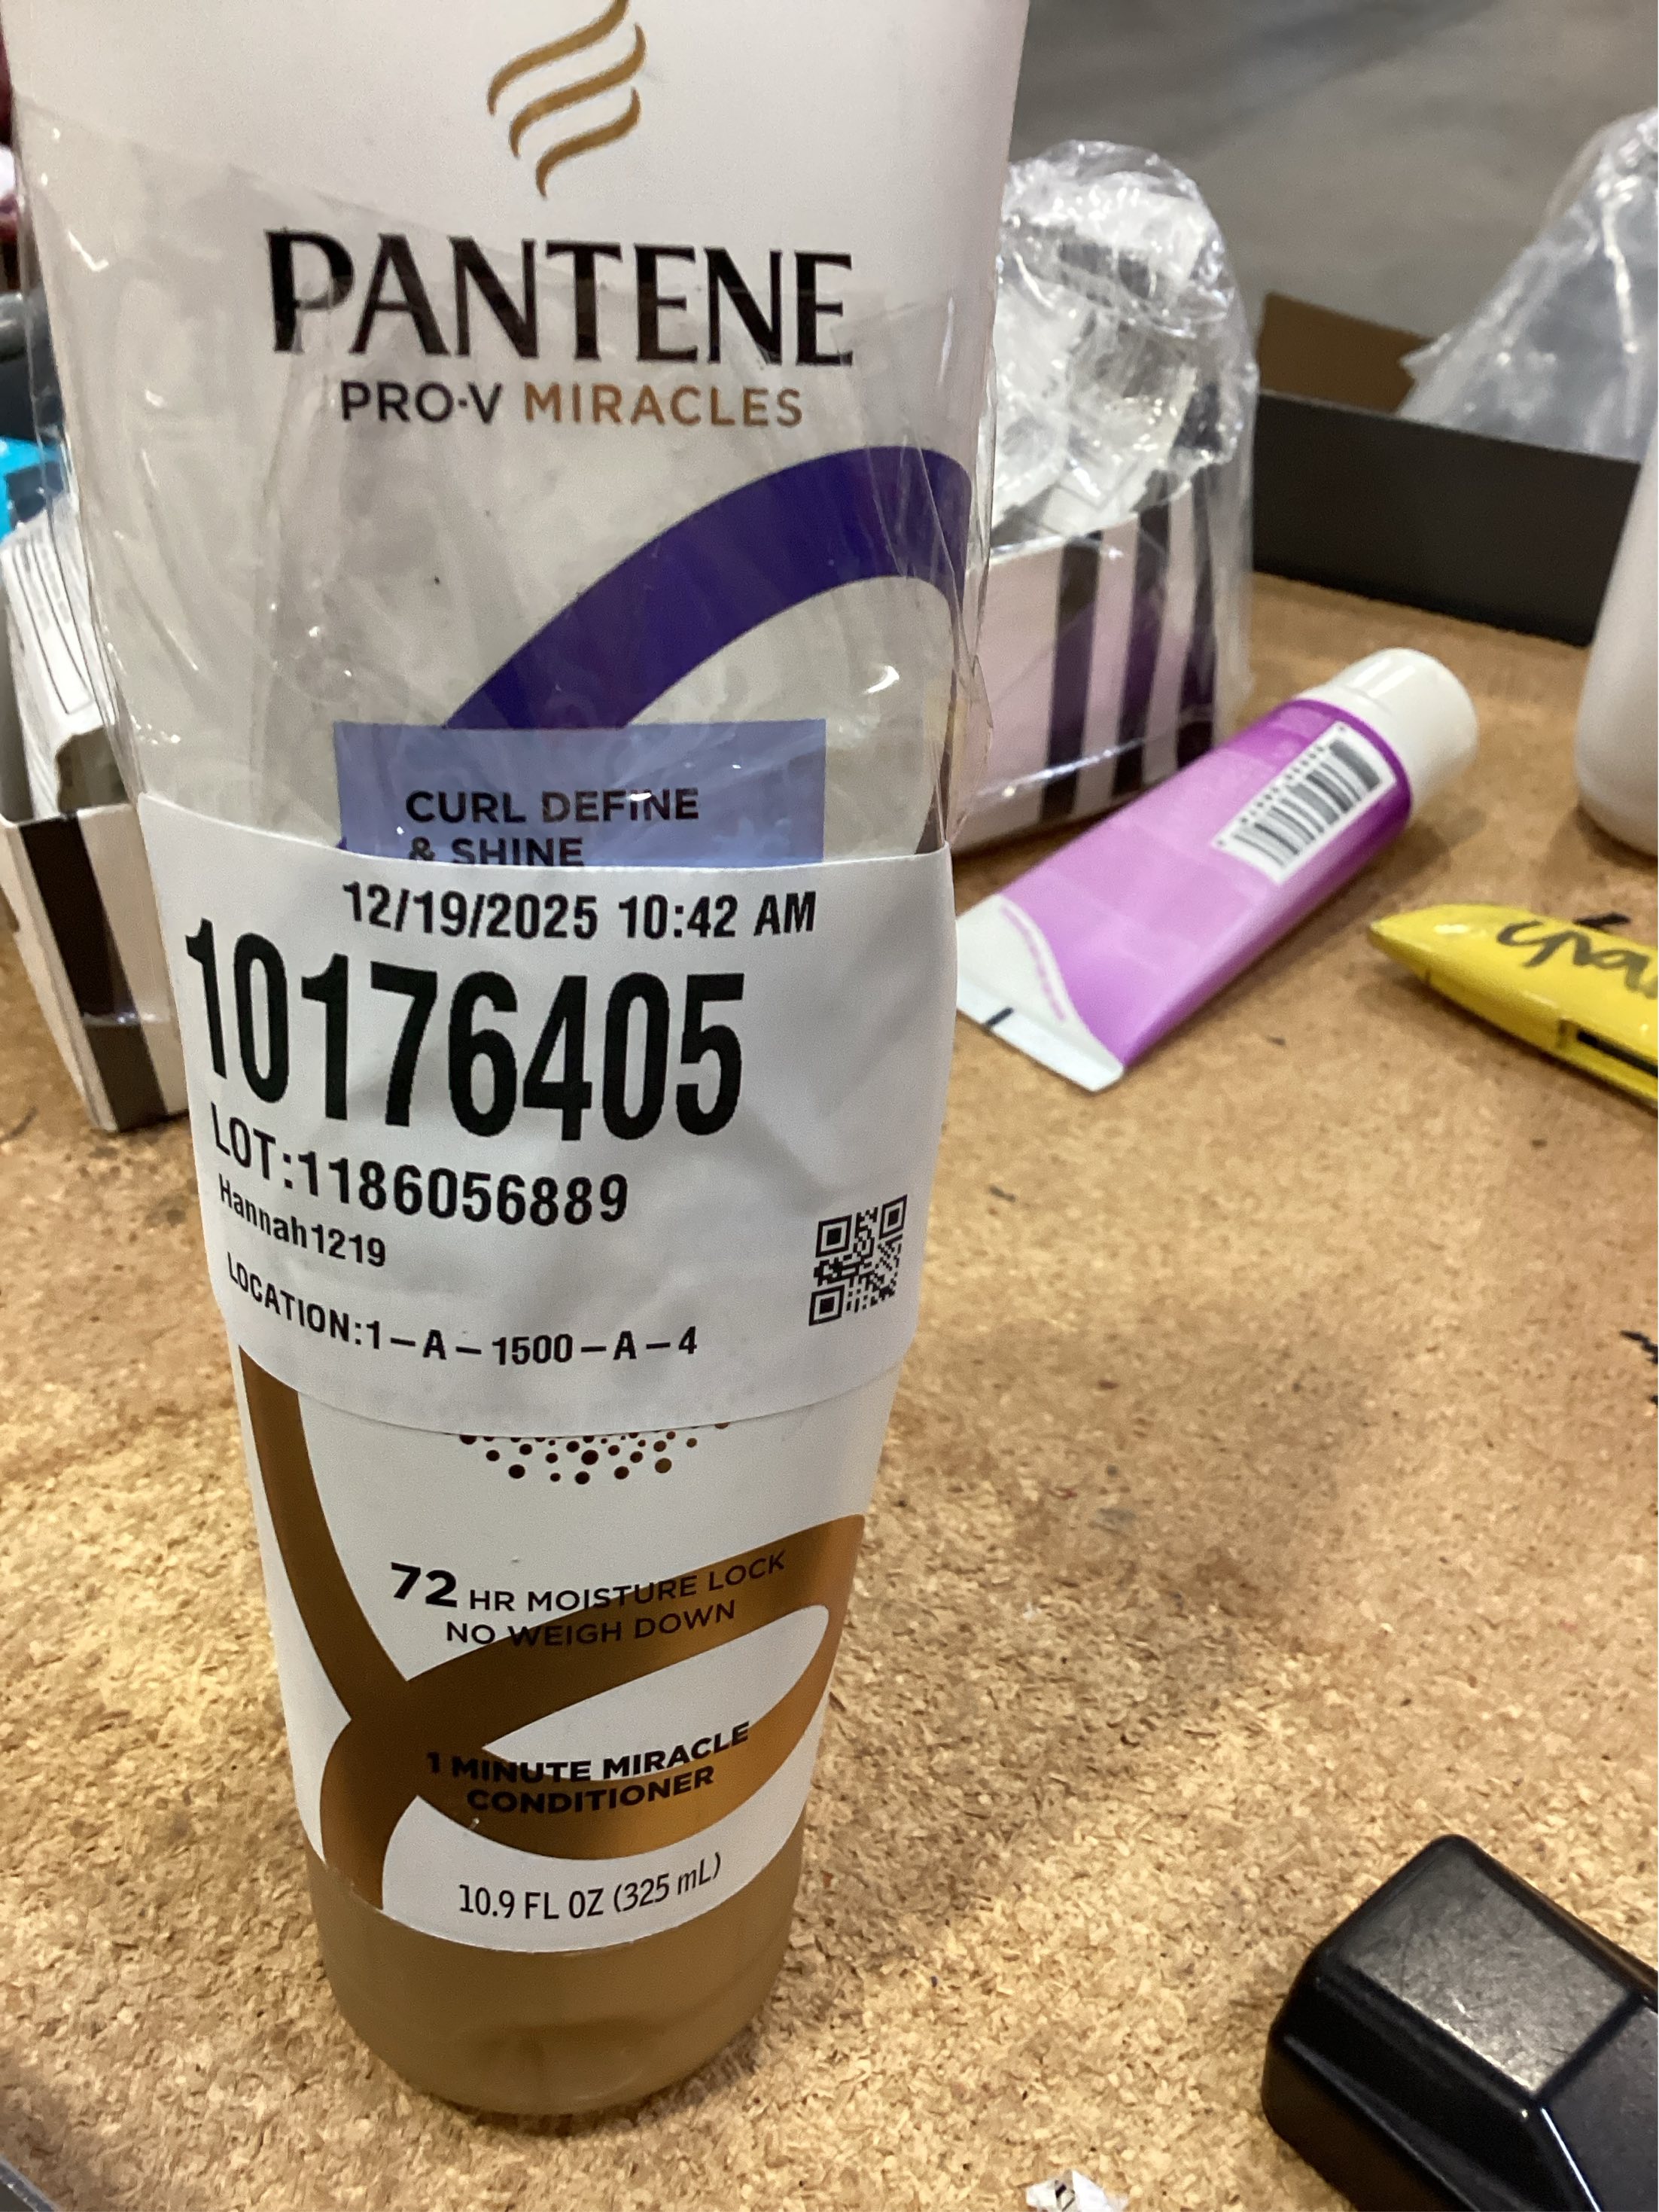 PANTENE
PRO-V MIRACLES
CURL DEFINE
& SHINE
12/19/2025 10:42 AM
10176405
LOT:1186056889
Hannah1219
LOCATION:1-A-1500-A-4
72 HR MOISTURE LOCK
NO WEIGH DOWN
1 MINUTE MIRACLE
CONDITIONER
10.9 FL OZ (325 mL)